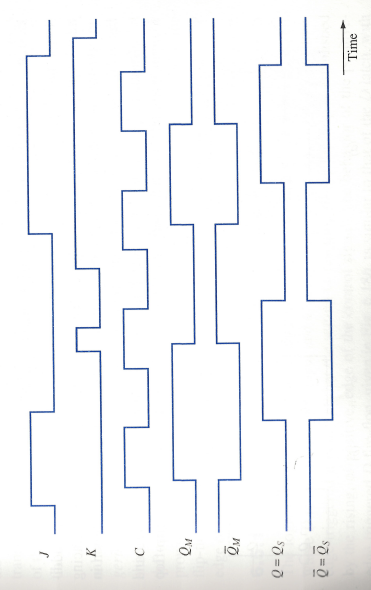 J
K
C
Q_M
Q̅_M
Q = Q_S
Q̅ = Q̅_S
Time